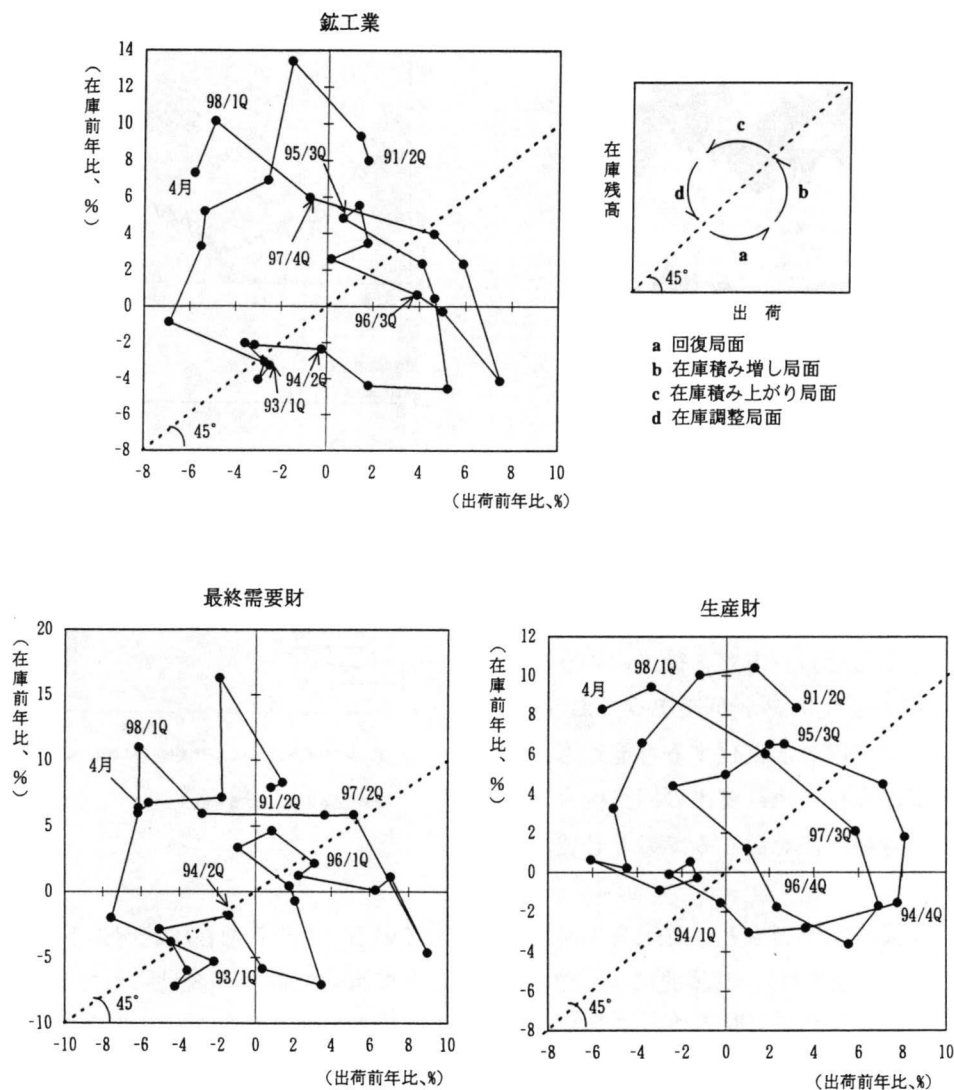 鉱工業
(在庫前年比、%)
14
12
10
8
6
4
2
0
-2
-4
-6
-8
-8
-6
-4
-2
0
2
4
6
8
10
(出荷前年比、%)
98/1Q
4月
95/3Q
91/2Q
97/4Q
96/3Q
94/2Q
93/1Q
45°
在庫残高
c
d
b
a
45°
出 荷
a 回復局面
b 在庫積み増し局面
c 在庫積み上がり局面
d 在庫調整局面
最終需要財
(在庫前年比、%)
20
15
10
5
0
-5
-10
-10
-8
-6
-4
-2
0
2
4
6
8
10
(出荷前年比、%)
98/1Q
4月
91/2Q
97/2Q
96/1Q
94/2Q
93/1Q
45°
生産財
(在庫前年比、%)
12
10
8
6
4
2
0
-2
-4
-6
-8
-8
-6
-4
-2
0
2
4
6
8
10
(出荷前年比、%)
98/1Q
4月
91/2Q
95/3Q
97/3Q
96/4Q
94/4Q
94/1Q
45°